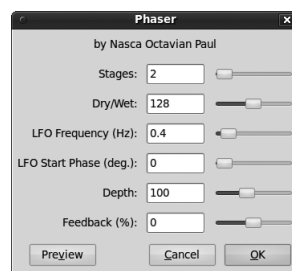 Phaser
by Nasca Octavian Paul
Stages: 2
Dry/Wet: 128
LFO Frequency (Hz): 0.4
LFO Start Phase (deg.): 0
Depth: 100
Feedback (%): 0
Preview Cancel OK